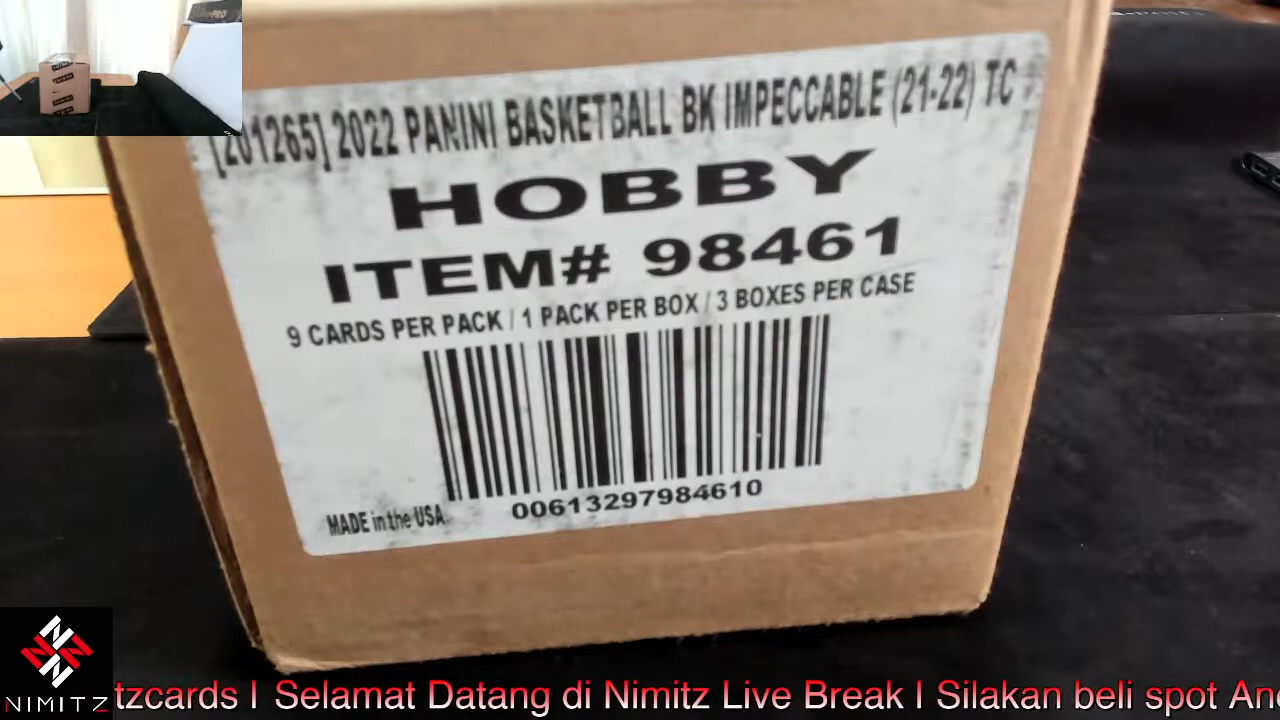 [201265] 2022 PANINI BASKETBALL BK IMPECCABLE (21-22) TC
HOBBY
ITEM# 98461
9 CARDS PER PACK / 1 PACK PER BOX / 3 BOXES PER CASE
MADE in the USA
00613297984610
NIMITZ
tzcards I Selamat Datang di Nimitz Live Break I Silakan beli spot An